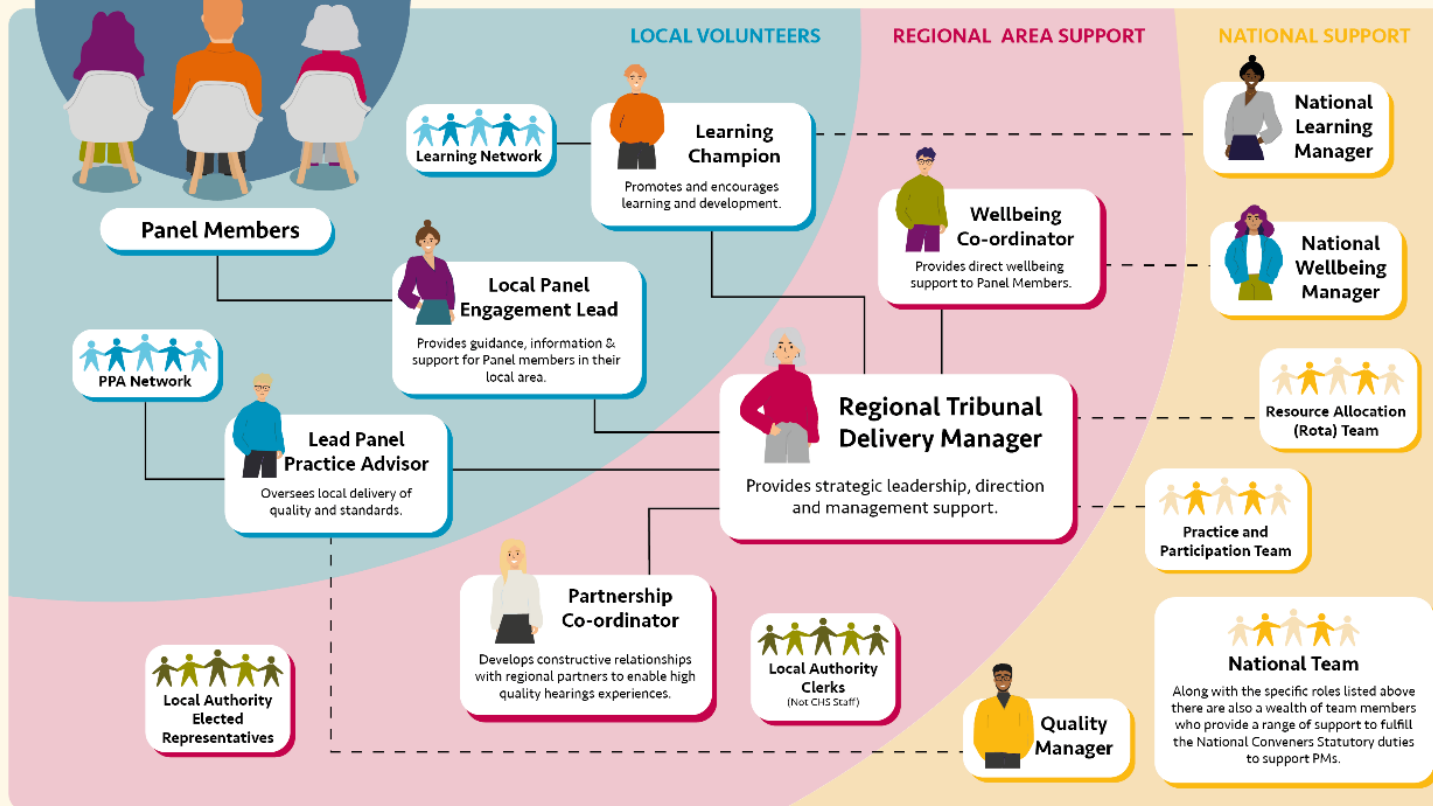 LOCAL VOLUNTEERS
REGIONAL AREA SUPPORT
NATIONAL SUPPORT
Learning Network
Learning
Champion
Promotes and encourages
learning and development.
National
Learning
Manager
Panel Members
Wellbeing
Co-ordinator
Provides direct wellbeing
support to Panel Members.
National
Wellbeing
Manager
Local Panel
Engagement Lead
Provides guidance, information &
support for Panel members in their
local area.
PPA Network
Lead Panel
Practice Advisor
Oversees local delivery of
quality and standards.
Regional Tribunal
Delivery Manager
Provides strategic leadership, direction
and management support.
Resource Allocation
(Rota) Team
Practice and
Participation Team
Partnership
Co-ordinator
Develops constructive relationships
with regional partners to enable high
quality hearings experiences.
Local Authority
Clerks
(Not CHS Staff)
Local Authority
Elected
Representatives
Quality
Manager
National Team
Along with the specific roles listed above
there are also a wealth of team members
who provide a range of support to fulfill
the National Conveners Statutory duties
to support PMs.